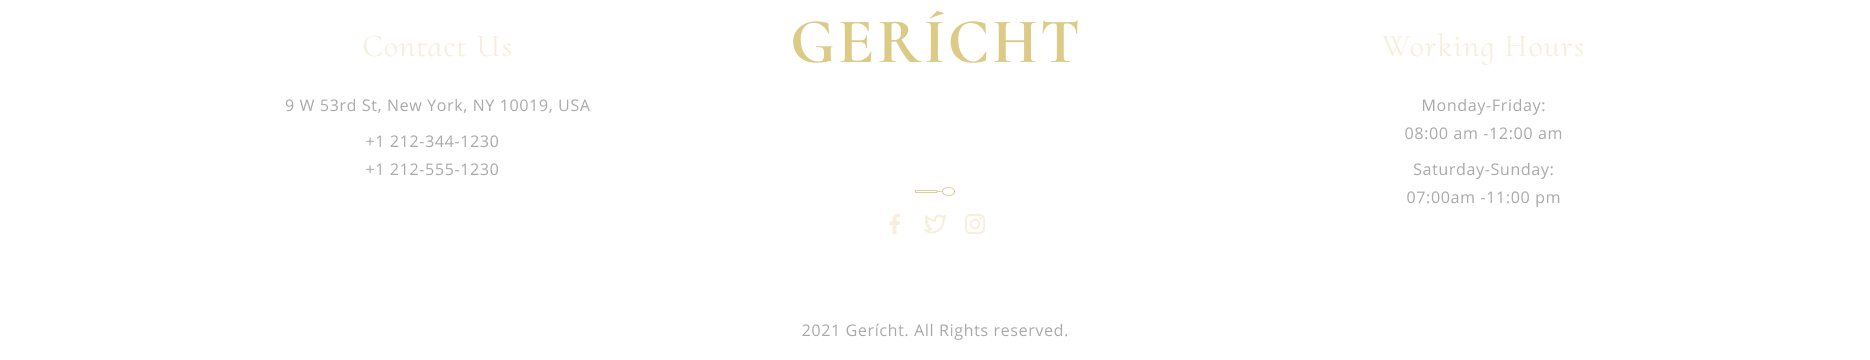 Contact Us
9 W 53rd St, New York, NY 10019, USA
+1 212-344-1230
+1 212-555-1230
GERÍCHT
Working Hours
Monday-Friday:
08:00 am -12:00 am
Saturday-Sunday:
07:00am -11:00 pm
2021 Gerícht. All Rights reserved.